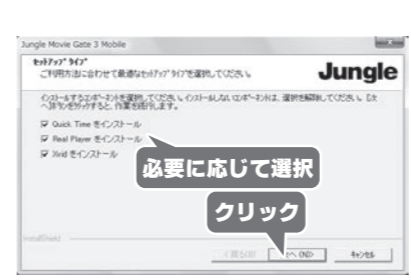 Jungle Movie Gate 3 Mobile
ｾｯﾄｱｯﾌﾟ ﾀｲﾌﾟ
ご利用方法に合わせて最適なｾｯﾄｱｯﾌﾟ ﾀｲﾌﾟを選択してください。
Jungle
ｲﾝｽﾄｰﾙするｺﾝﾎﾟｰﾈﾝﾄを選択してください。ｲﾝｽﾄｰﾙしないｺﾝﾎﾟｰﾈﾝﾄは、選択を解除してください。 [次
へ]ﾎﾞﾀﾝをｸﾘｯｸすると、作業を続行します。
Quick Time をｲﾝｽﾄｰﾙ
Real Player をｲﾝｽﾄｰﾙ
Xvid をｲﾝｽﾄｰﾙ
必要に応じて選択
クリック
InstallShield
< 戻る(B)
次へ(N)>
ｷｬﾝｾﾙ